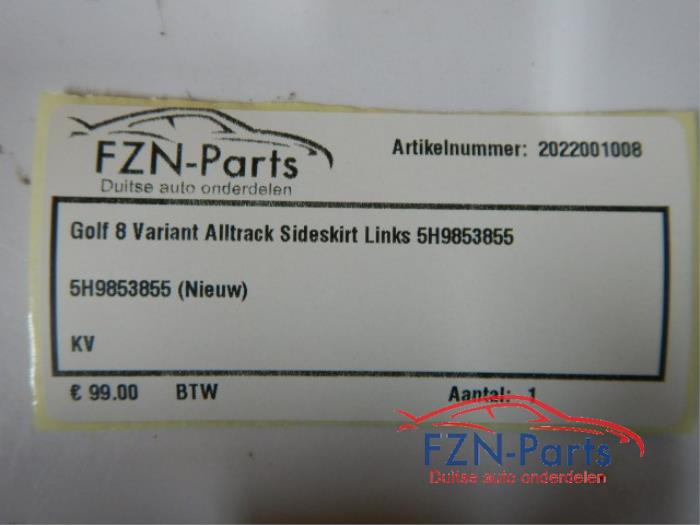 FZN-Parts
Duitse auto onderdelen
Artikelnummer: 2022001008
Golf 8 Variant Alltrack Sideskirt Links 5H9853855
5H9853855 (Nieuw)
KV
€ 99.00 BTW Aantal: 1
FZN-Parts
Duitse auto onderdelen